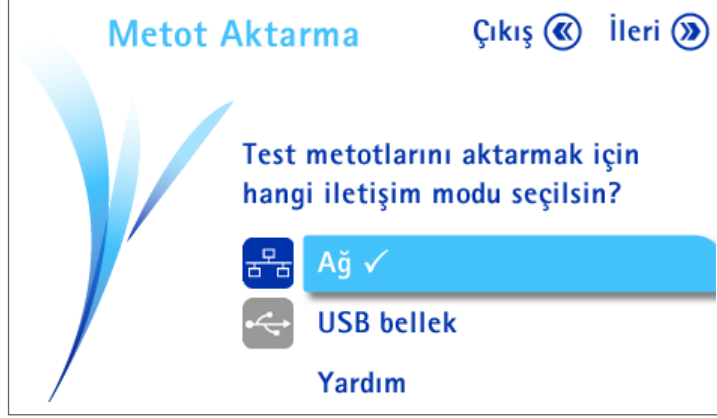 Metot Aktarma
Çıkış İleri
Test metotlarını aktarmak için
hangi iletişim modu seçilsin?
Ağ ✓
USB bellek
Yardım